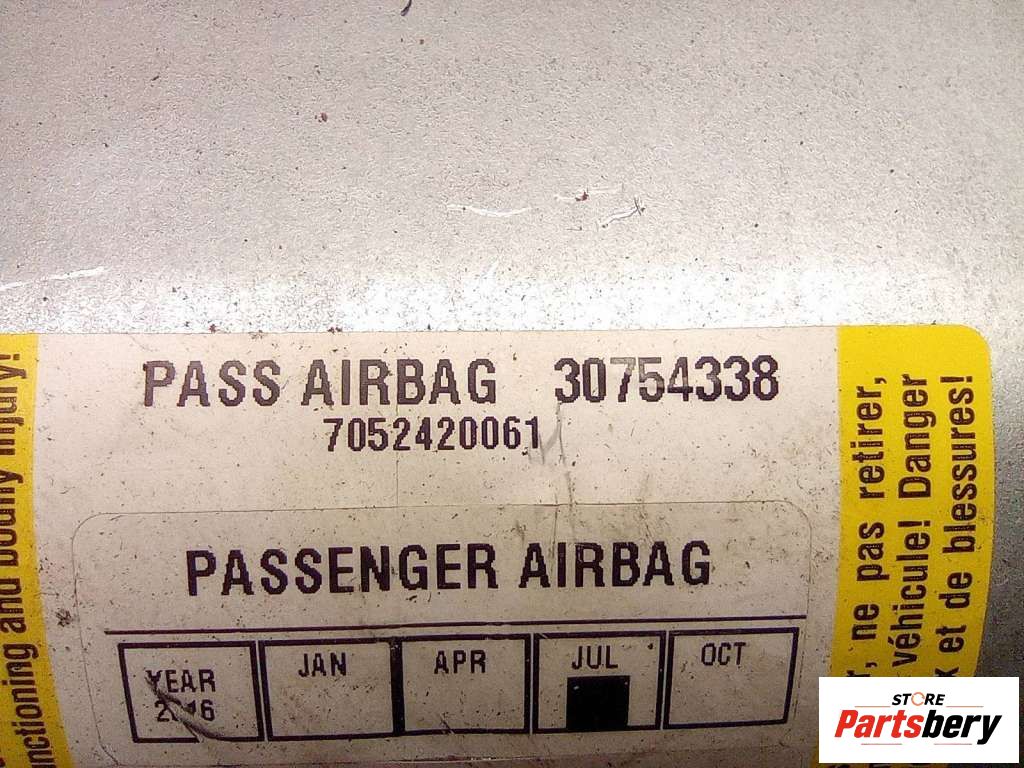 PASS AIRBAG 30754338
7052420061
PASSENGER AIRBAG
YEAR JAN APR JUL OCT
functioning and bodily injury!
ne pas retirer,
véhicule! Danger
et de blessures!
STORE
Partsbery